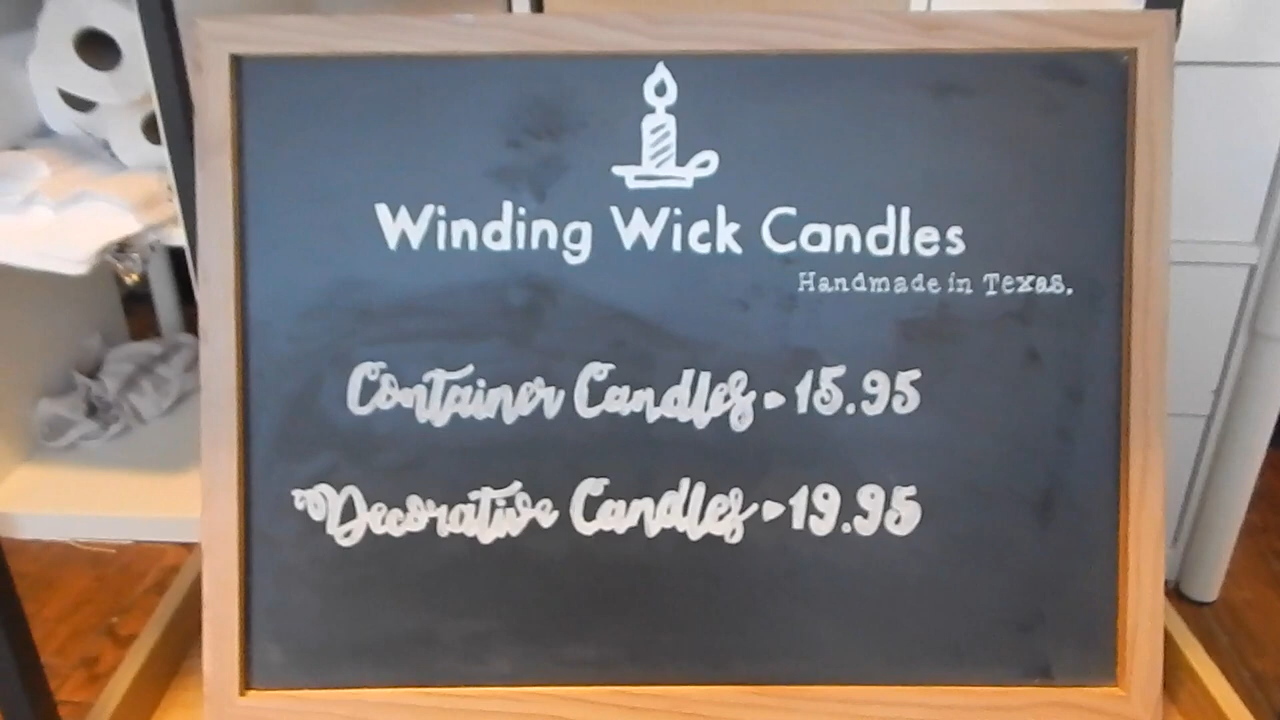 Winding Wick Candles
Handmade in Texas.
Container Candles - 15.95
Decorative Candles - 19.95